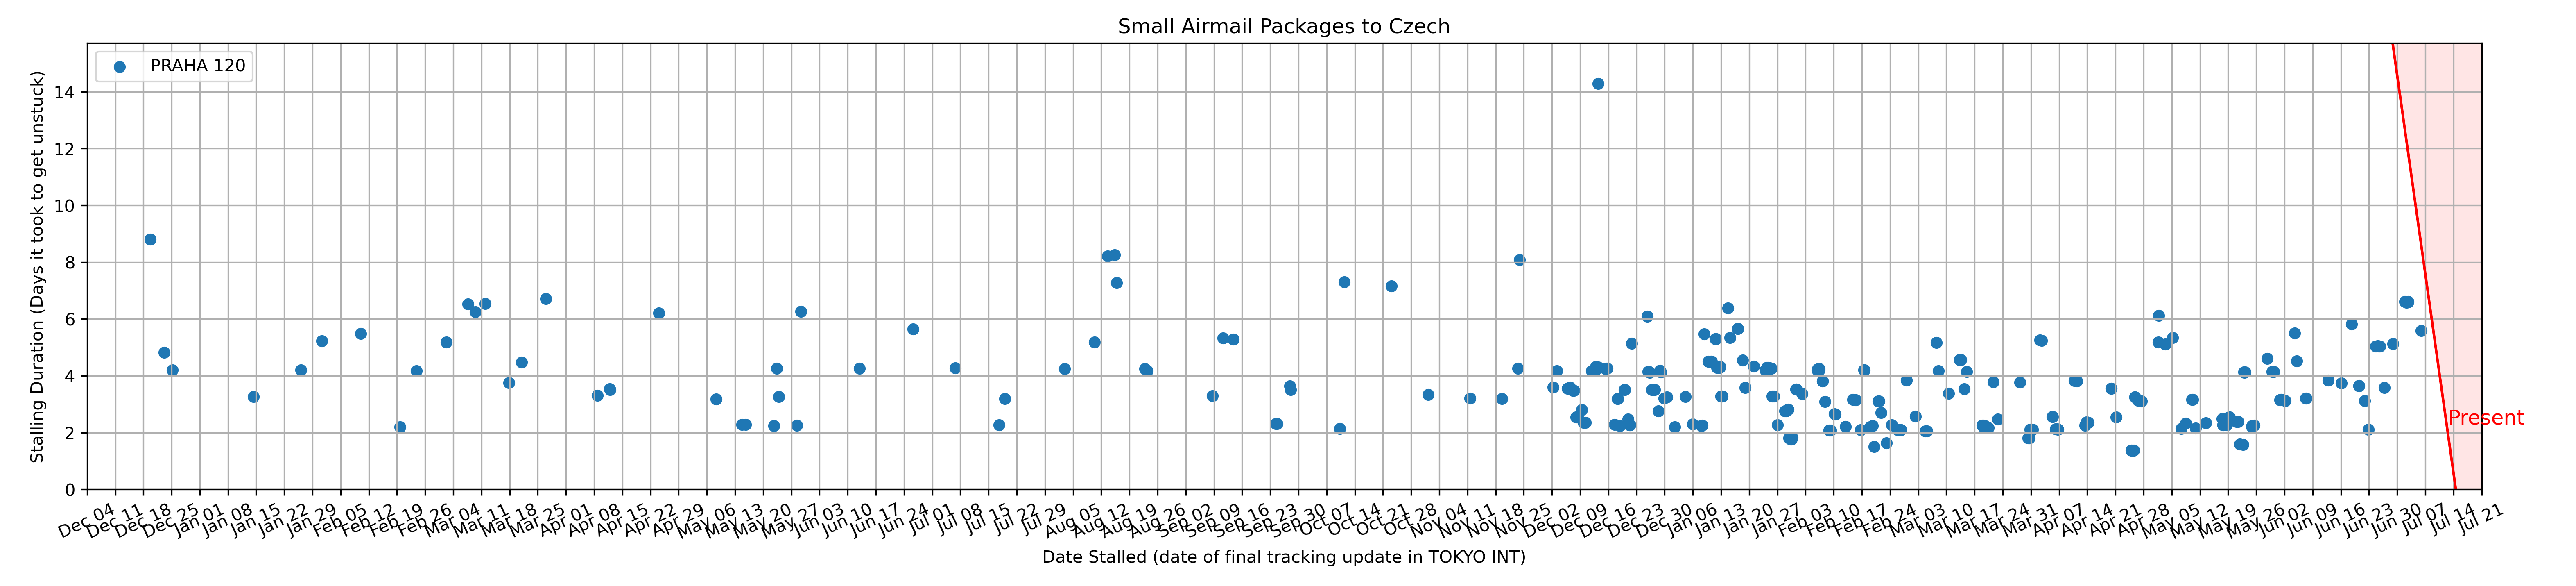 Small Airmail Packages to Czech
PRAHA 120
Stalling Duration (Days it took to get unstuck)
14
12
10
8
6
4
2
0
Present
Dec 04
Dec 11
Dec 18
Dec 25
Jan 01
Jan 08
Jan 15
Jan 22
Jan 29
Feb 05
Feb 12
Feb 19
Feb 26
Mar 04
Mar 11
Mar 18
Mar 25
Apr 01
Apr 08
Apr 15
Apr 22
Apr 29
May 06
May 13
May 20
May 27
Jun 03
Jun 10
Jun 17
Jun 24
Jul 01
Jul 08
Jul 15
Jul 22
Jul 29
Aug 05
Aug 12
Aug 19
Aug 26
Sep 02
Sep 09
Sep 16
Sep 23
Sep 30
Oct 07
Oct 14
Oct 21
Oct 28
Nov 04
Nov 11
Nov 18
Nov 25
Dec 02
Dec 09
Dec 16
Dec 23
Dec 30
Jan 06
Jan 13
Jan 20
Jan 27
Feb 03
Feb 10
Feb 17
Feb 24
Mar 03
Mar 10
Mar 17
Mar 24
Mar 31
Apr 07
Apr 14
Apr 21
Apr 28
May 05
May 12
May 19
May 26
Jun 02
Jun 09
Jun 16
Jun 23
Jun 30
Jul 07
Jul 14
Jul 21
Date Stalled (date of final tracking update in TOKYO INT)